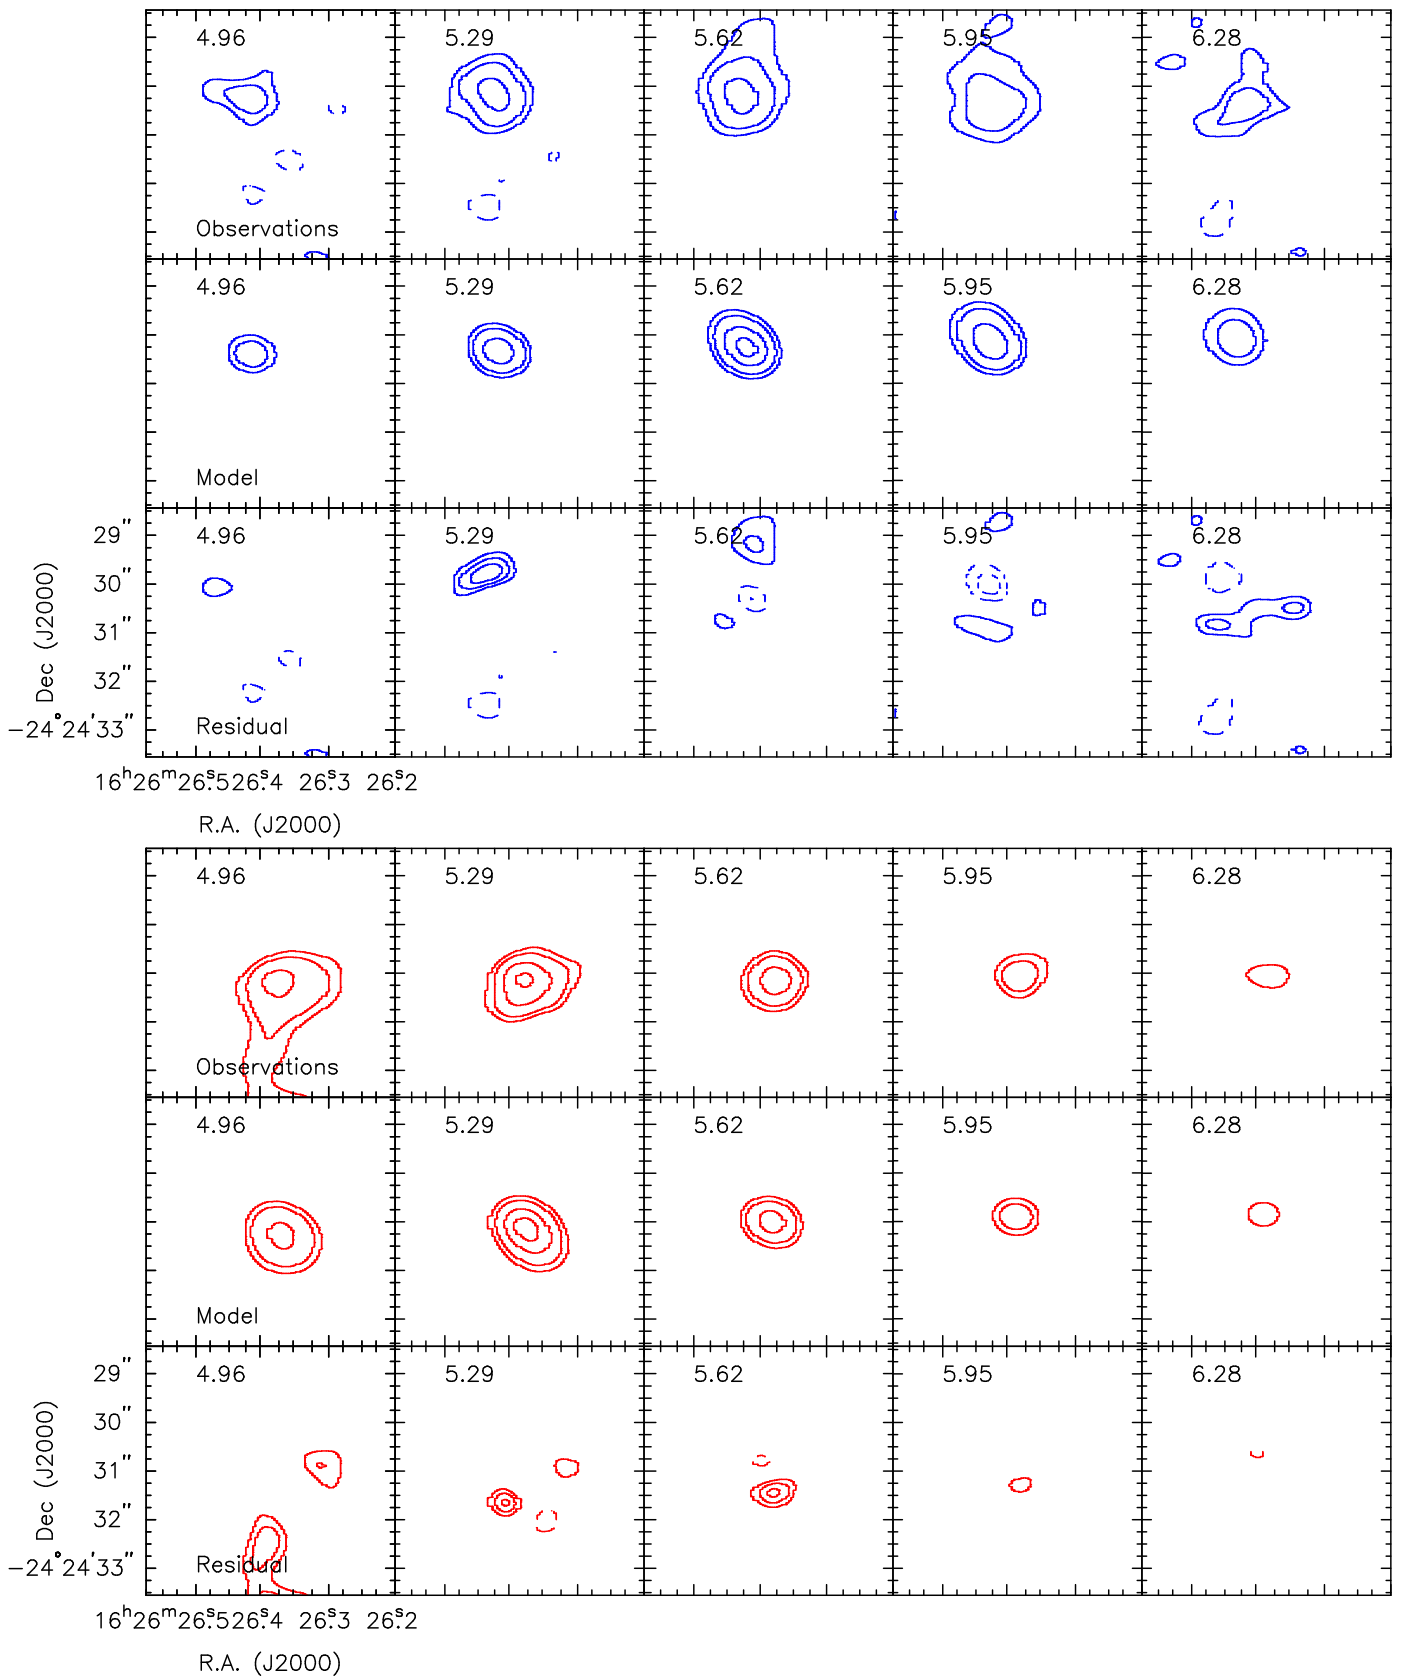 4.96 5.29 5.62 5.95 6.28
Observations
4.96 5.29 5.62 5.95 6.28
Model
4.96 5.29 5.62 5.95 6.28
29"
30"
31"
32"
−24°24'33"
Dec (J2000)
Residual
16h26m26s.526s.4 26s.3 26s.2
R.A. (J2000)
4.96 5.29 5.62 5.95 6.28
Observations
4.96 5.29 5.62 5.95 6.28
Model
4.96 5.29 5.62 5.95 6.28
29"
30"
31"
32"
−24°24'33"
Dec (J2000)
Residual
16h26m26s.526s.4 26s.3 26s.2
R.A. (J2000)